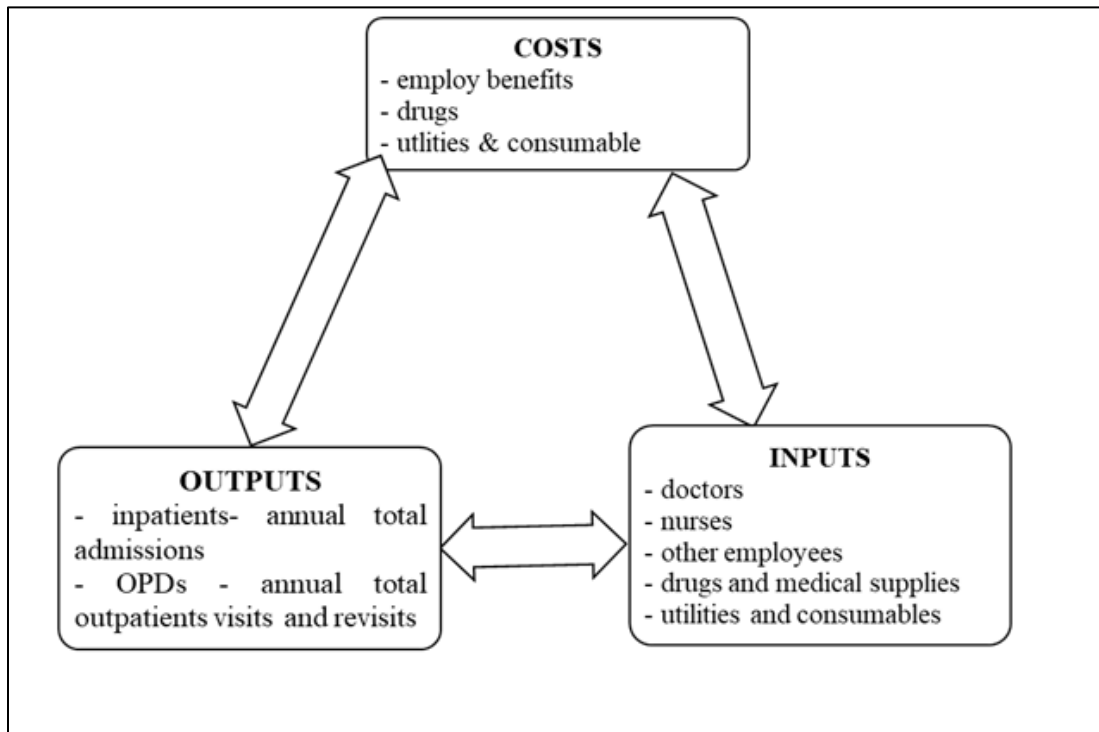 COSTS
- employ benefits
- drugs
- utlities & consumable
OUTPUTS
- inpatients- annual total
admissions
- OPDs - annual total
outpatients visits and revisits
INPUTS
- doctors
- nurses
- other employees
- drugs and medical supplies
- utilities and consumables